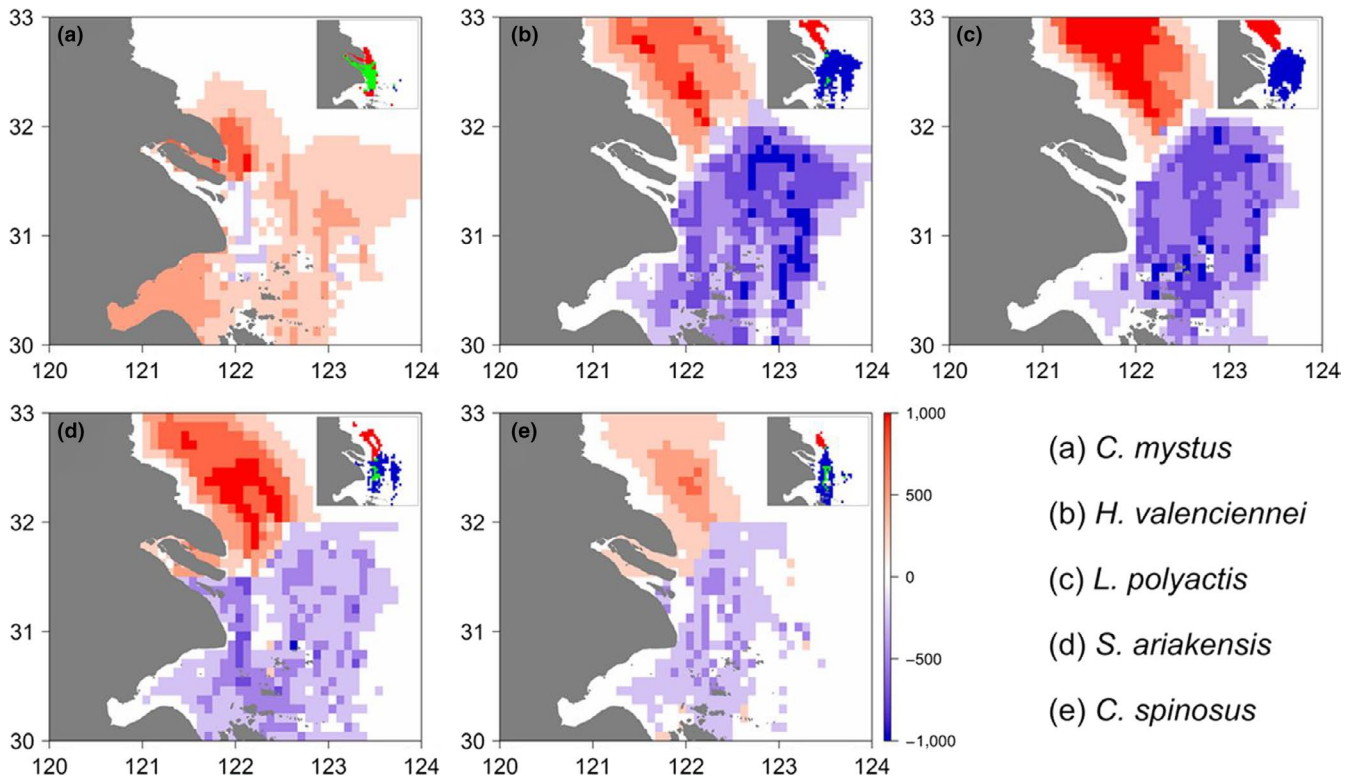 (a)
33
32
31
30
120 121 122 123 124
(b)
33
32
31
30
120 121 122 123 124
(c)
33
32
31
30
120 121 122 123 124
(d)
33
32
31
30
120 121 122 123 124
(e)
33
32
31
30
120 121 122 123 124
1,000
500
0
−500
−1,000
(a) C. mystus
(b) H. valenciennei
(c) L. polyactis
(d) S. ariakensis
(e) C. spinosus